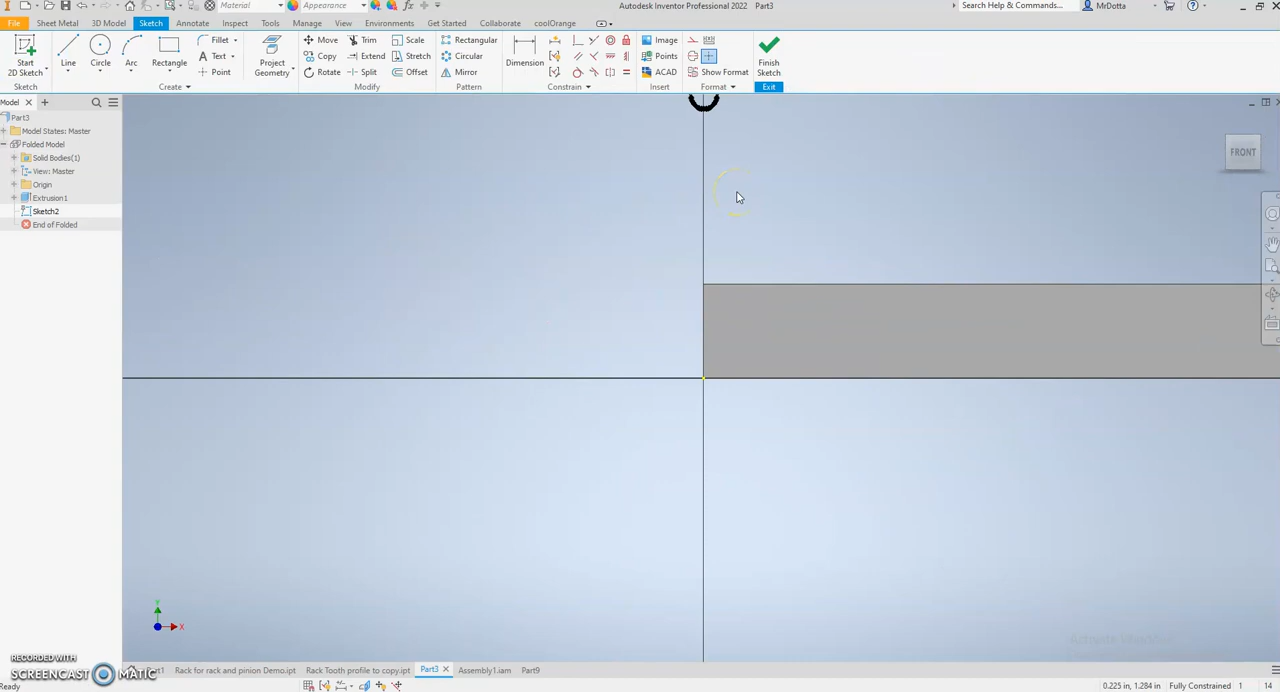 Material
Appearance
Autodesk Inventor Professional 2022 Part3
Search Help & Commands...
MrDotta
File
Sheet Metal
3D Model
Sketch
Annotate
Inspect
Tools
Manage
View
Environments
Get Started
Collaborate
coolOrange
Start
2D Sketch
Line
Circle
Arc
Rectangle
Fillet
Text
Point
Project
Geometry
Move
Copy
Rotate
Trim
Extend
Split
Scale
Stretch
Offset
Rectangular
Circular
Mirror
Dimension
Image
Points
ACAD
Show Format
Finish
Sketch
Sketch
Create
Modify
Pattern
Constrain
Insert
Format
Exit
Model
Part3
Model States: Master
Folded Model
Solid Bodies(1)
View: Master
Origin
Extrusion1
Sketch2
End of Folded
FRONT
Y
X
RECORDED WITH
SCREENCAST MATIC
Part1
Rack for rack and pinion Demo.ipt
Rack Tooth profile to copy.ipt
Part3
Assembly1.iam
Part9
Ready
0.225 in, 1.284 in
Fully Constrained
1
14